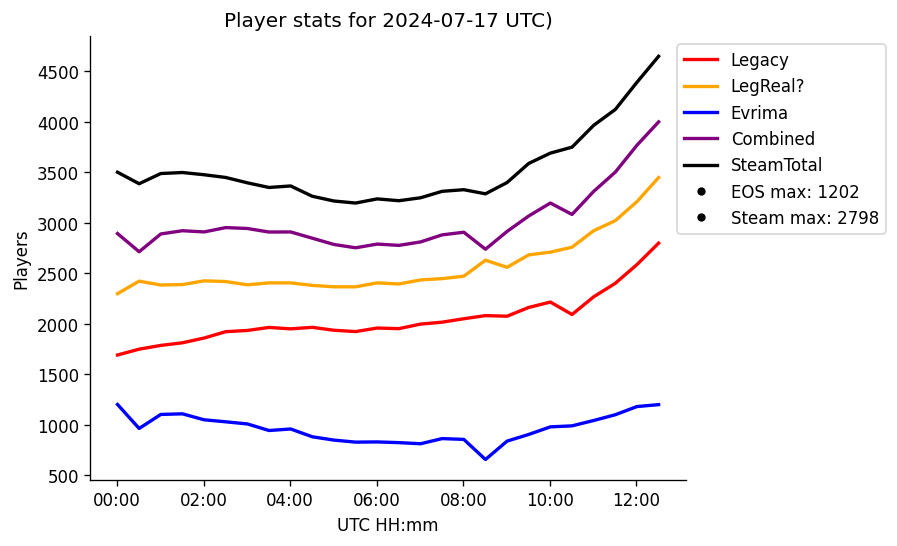 Player stats for 2024-07-17 UTC)
Players
4500
4000
3500
3000
2500
2000
1500
1000
500
00:00 02:00 04:00 06:00 08:00 10:00 12:00
UTC HH:mm
Legacy
LegReal?
Evrima
Combined
SteamTotal
EOS max: 1202
Steam max: 2798